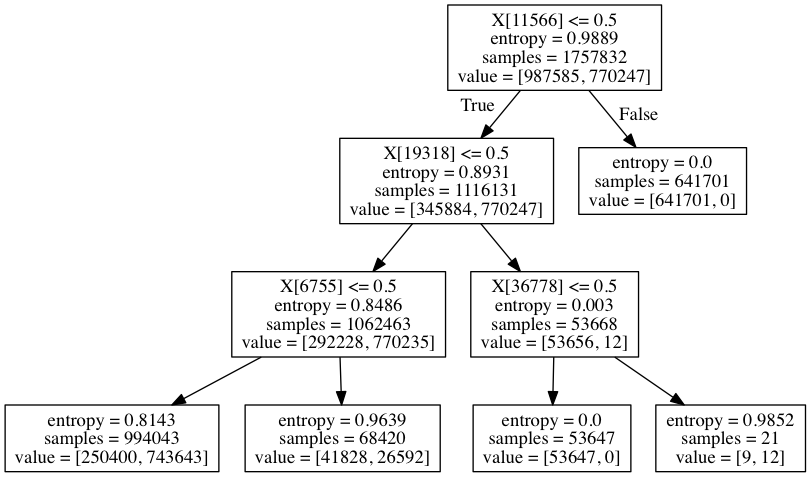 X[11566] <= 0.5
entropy = 0.9889
samples = 1757832
value = [987585, 770247]
True
False
X[19318] <= 0.5
entropy = 0.8931
samples = 1116131
value = [345884, 770247]
entropy = 0.0
samples = 641701
value = [641701, 0]
X[6755] <= 0.5
entropy = 0.8486
samples = 1062463
value = [292228, 770235]
X[36778] <= 0.5
entropy = 0.003
samples = 53668
value = [53656, 12]
entropy = 0.8143
samples = 994043
value = [250400, 743643]
entropy = 0.9639
samples = 68420
value = [41828, 26592]
entropy = 0.0
samples = 53647
value = [53647, 0]
entropy = 0.9852
samples = 21
value = [9, 12]